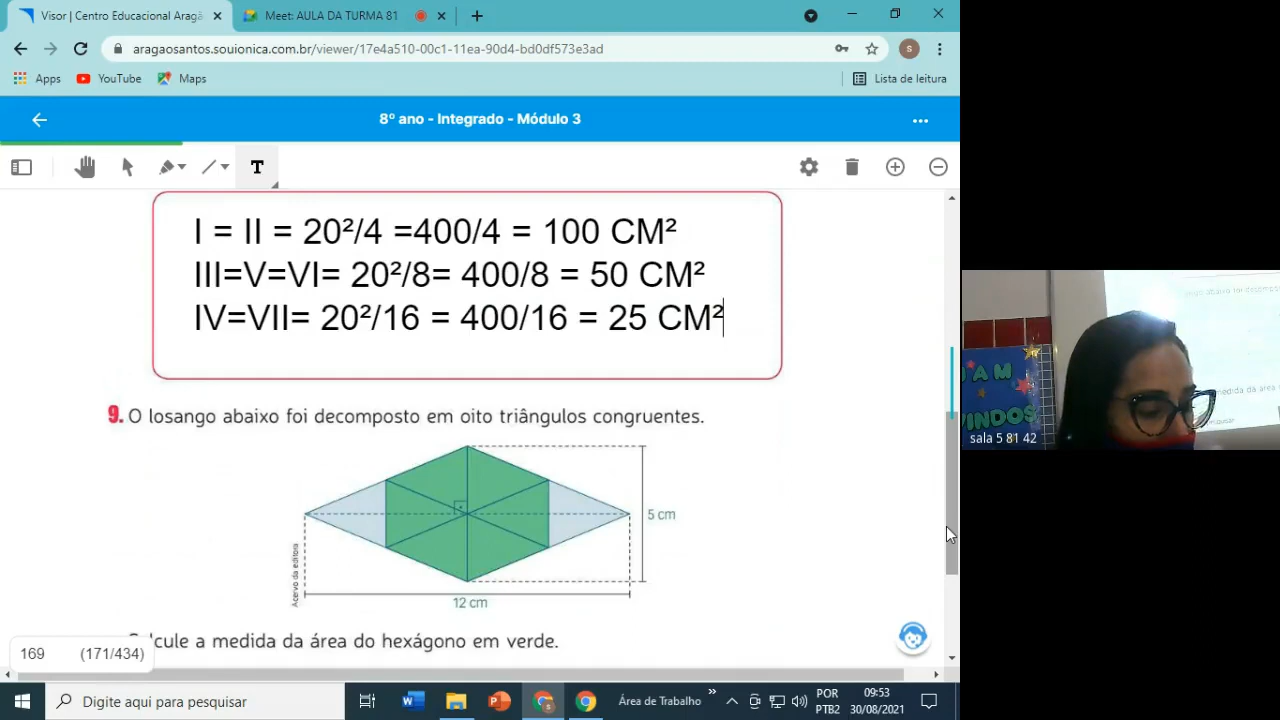 Visor | Centro Educacional Aragã
Meet: AULA DA TURMA 81
aragaosantos.souionica.com.br/viewer/17e4a510-00c1-11ea-90d4-bd0df573e3ad
S
Apps
YouTube
Maps
Lista de leitura
8º ano - Integrado - Módulo 3
T
I = II = 20²/4 =400/4 = 100 CM²
III=V=VI= 20²/8= 400/8 = 50 CM²
IV=VII= 20²/16 = 400/16 = 25 CM²
9. O losango abaixo foi decomposto em oito triângulos congruentes.
5 cm
Acervo da editora
12 cm
lcule a medida da área do hexágono em verde.
169 (171/434)
AM
INDOS
sala 5 81 42
Digite aqui para pesquisar
Área de Trabalho
POR
PTB2
09:53
30/08/2021